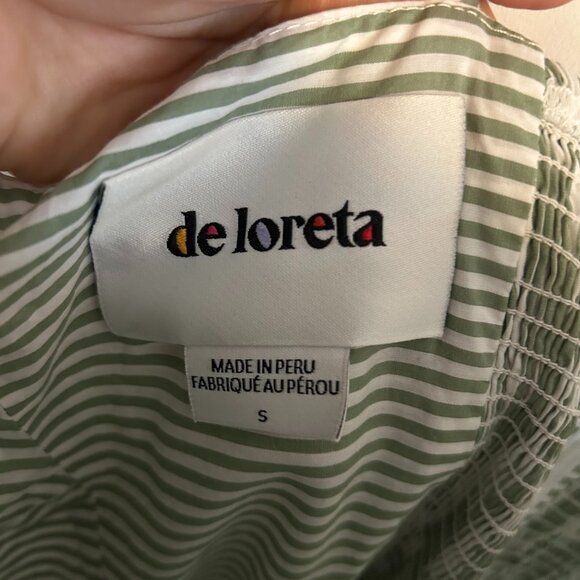 de loreta
MADE IN PERU
FABRIQUÉ AU PÉROU
S